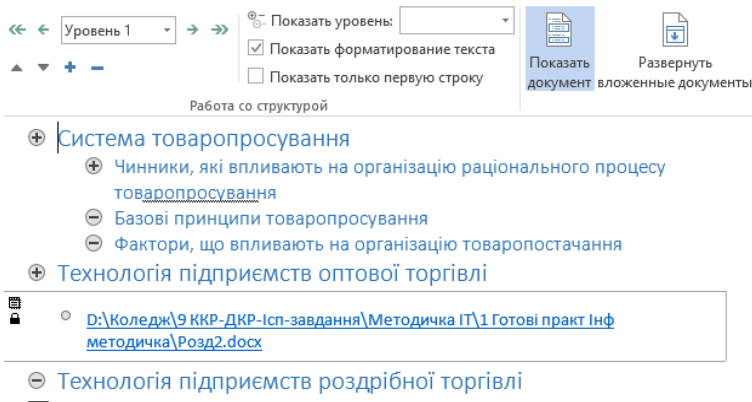 Уровень 1
Показать уровень:
Показать форматирование текста
Показать только первую строку
Показать документ
Развернуть вложенные документы
Работа со структурой
Система товаропросування
Чинники, які впливають на організацію раціонального процесу
товаропросування
Базові принципи товаропросування
Фактори, що впливають на організацію товаропостачання
Технологія підприємств оптової торгівлі
D:\Коледж\9 ККР-ДКР-Ісп-завдання\Методичка ІТ\1 Готові практ Інф
методичка\Розд2.docx
Технологія підприємств роздрібної торгівлі